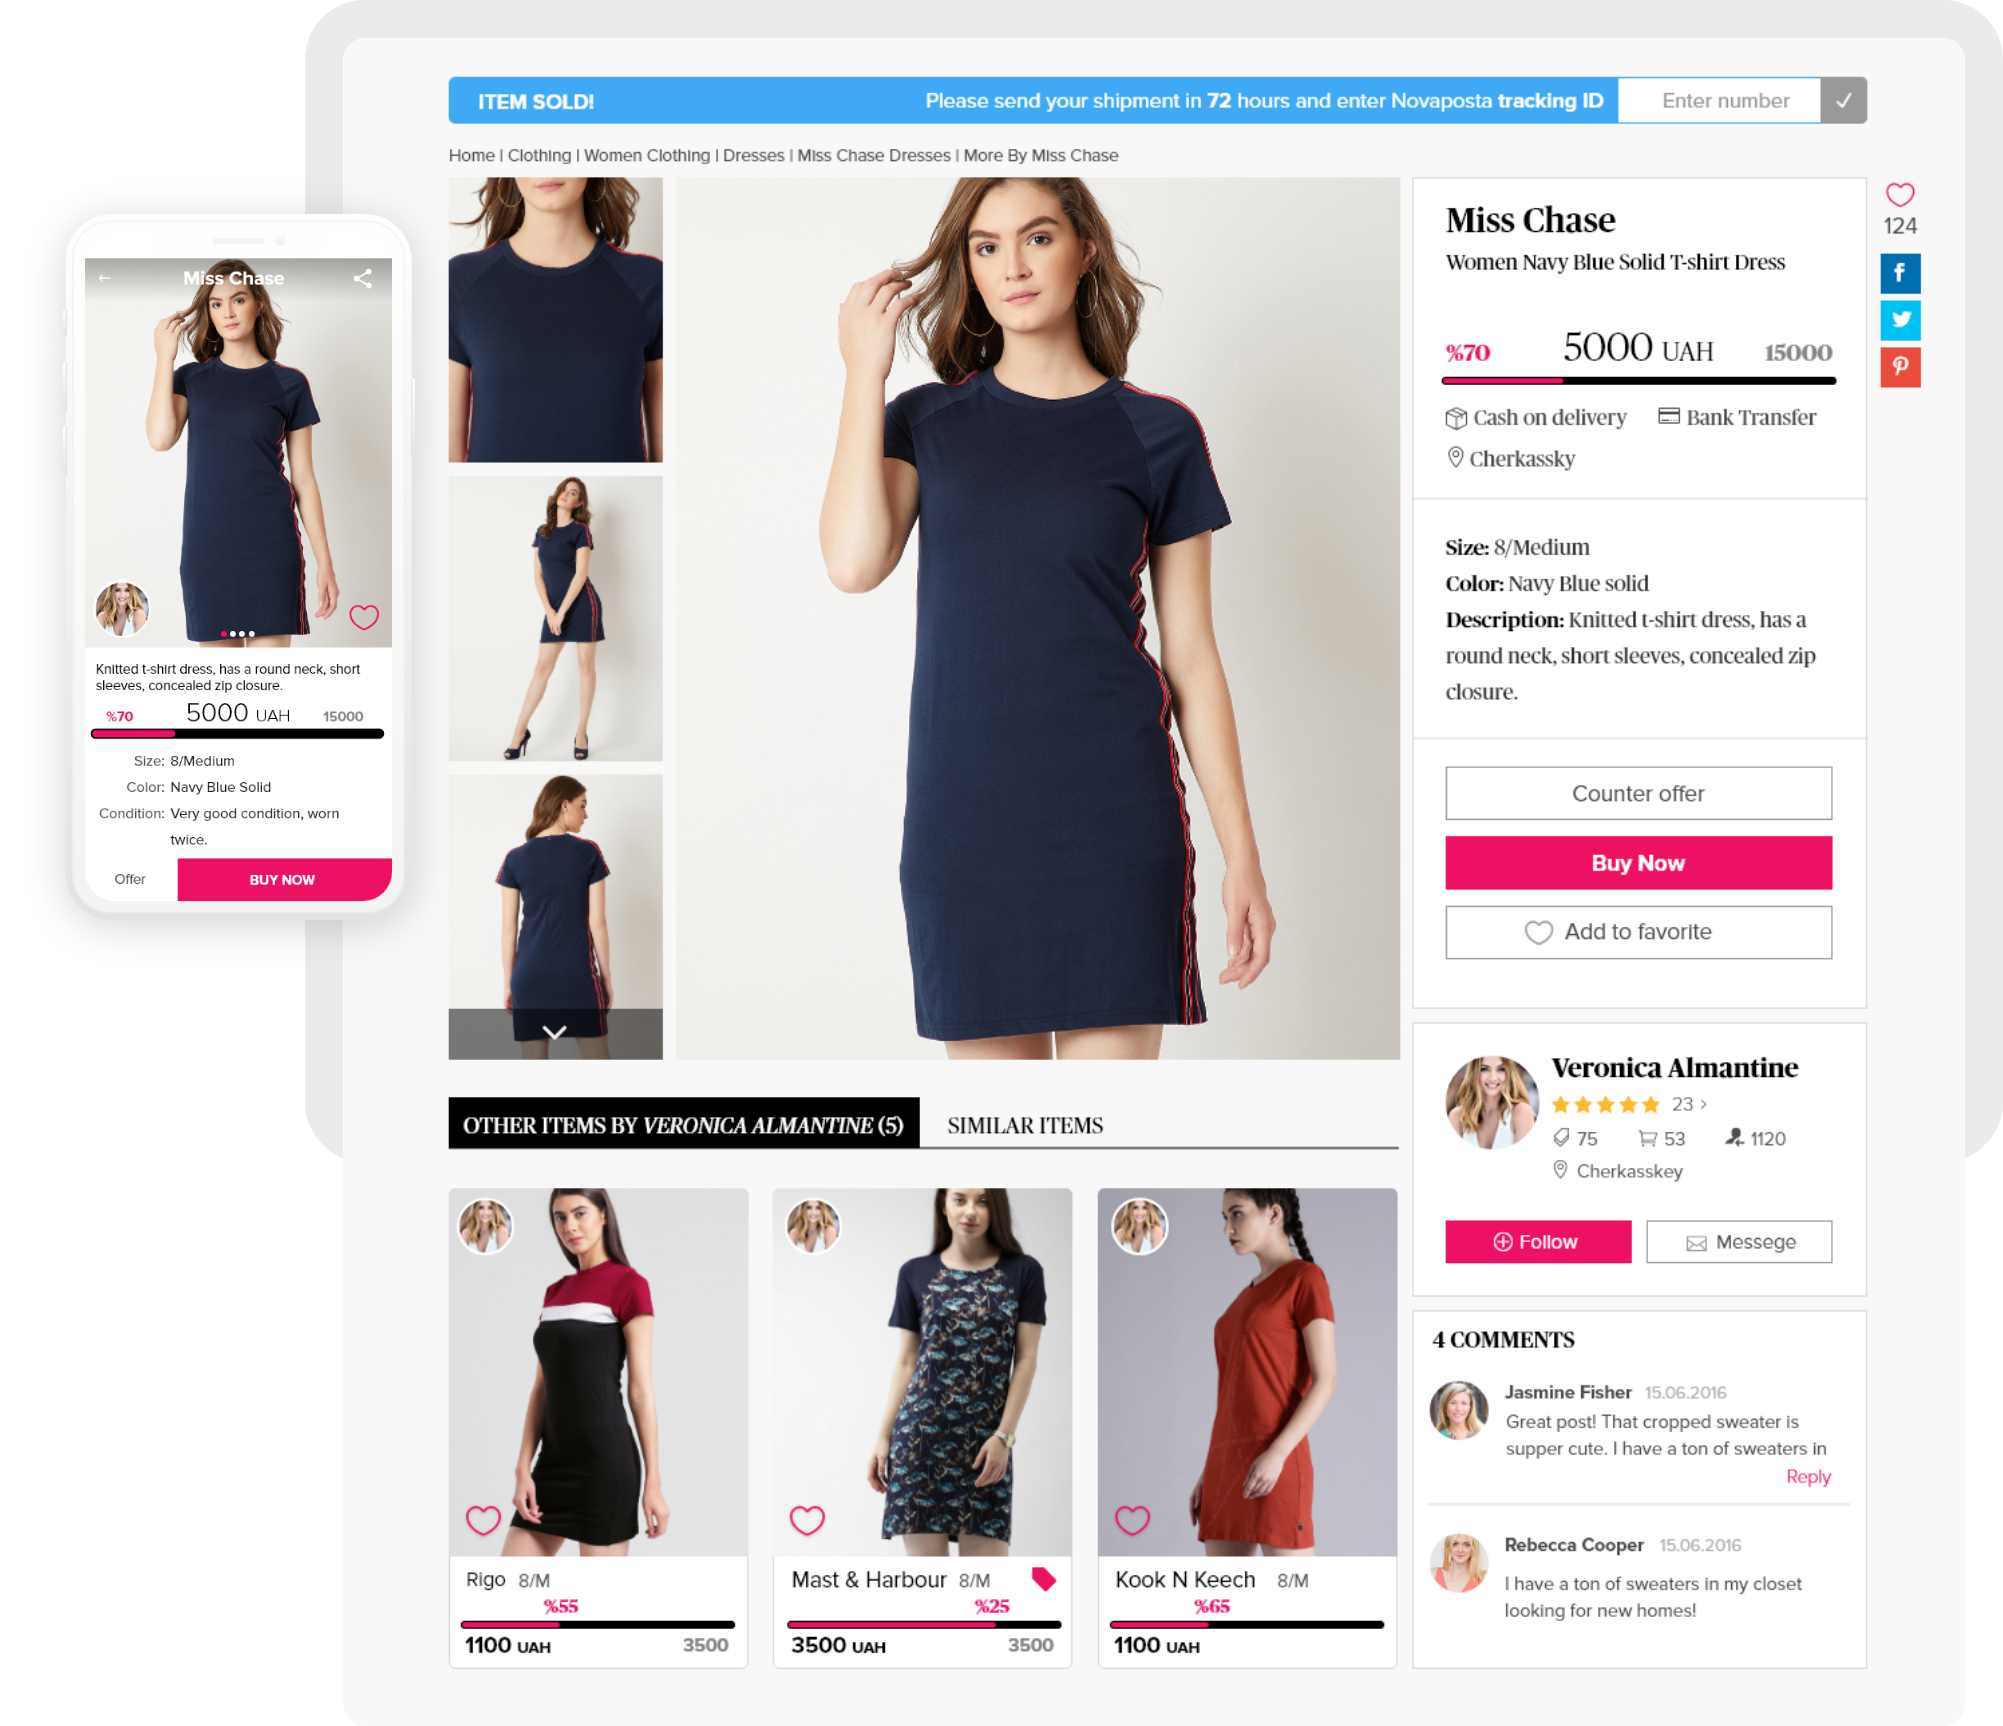 ITEM SOLD!
Please send your shipment in 72 hours and enter Novaposta tracking ID
Enter number
Home | Clothing | Women Clothing | Dresses | Miss Chase Dresses | More By Miss Chase
Miss Chase
Knitted t-shirt dress, has a round neck, short
sleeves, concealed zip closure.
%70 5000 UAH 15000
Size: 8/Medium
Color: Navy Blue Solid
Condition: Very good condition, worn
twice.
Offer BUY NOW
Miss Chase
Women Navy Blue Solid T-shirt Dress
%70 5000 UAH 15000
Cash on delivery Bank Transfer
Cherkassky
Size: 8/Medium
Color: Navy Blue solid
Description: Knitted t-shirt dress, has a
round neck, short sleeves, concealed zip
closure.
Counter offer
Buy Now
Add to favorite
124
Veronica Almantine
23 >
75 53 1120
Cherkasskey
Follow Messege
OTHER ITEMS BY VERONICA ALMANTINE (5) SIMILAR ITEMS
Rigo 8/M
%55
1100 UAH 3500
Mast & Harbour 8/M
%25
3500 UAH 3500
Kook N Keech 8/M
%65
1100 UAH
4 COMMENTS
Jasmine Fisher 15.06.2016
Great post! That cropped sweater is
supper cute. I have a ton of sweaters in
Reply
Rebecca Cooper 15.06.2016
I have a ton of sweaters in my closet
looking for new homes!